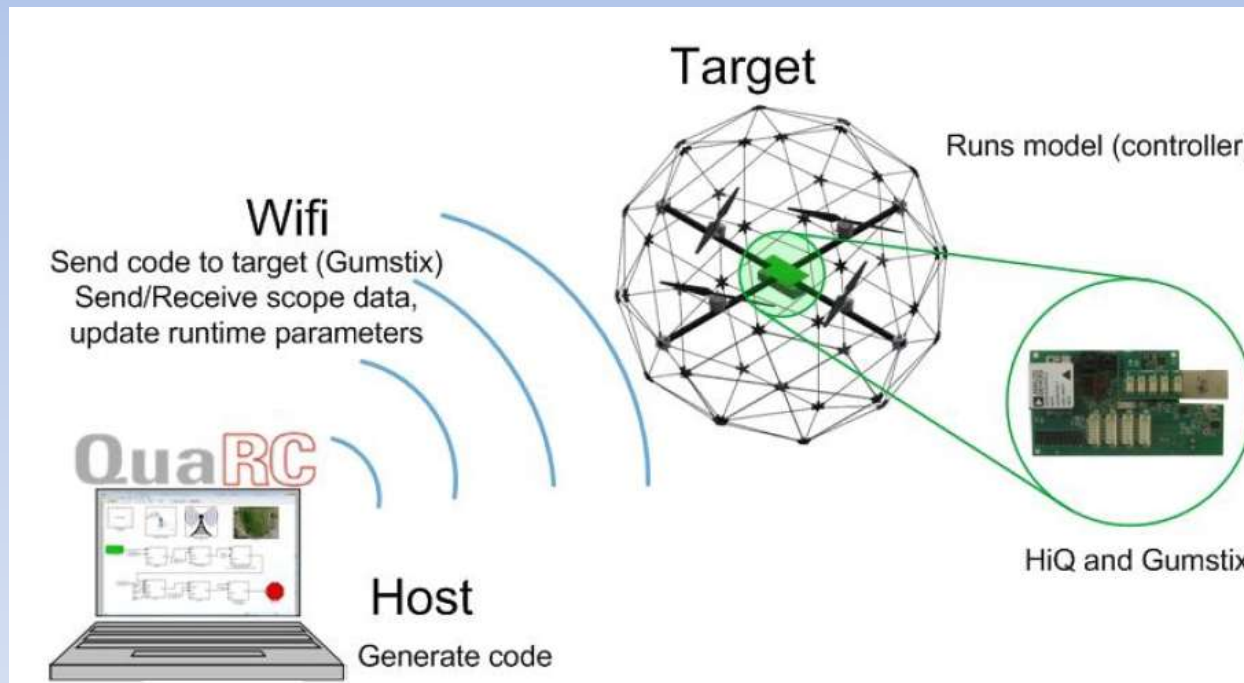 Target
Runs model (controller)
Wifi
Send code to target (Gumstix)
Send/Receive scope data,
update runtime parameters
QuaRC
Host
Generate code
HiQ and Gumstix